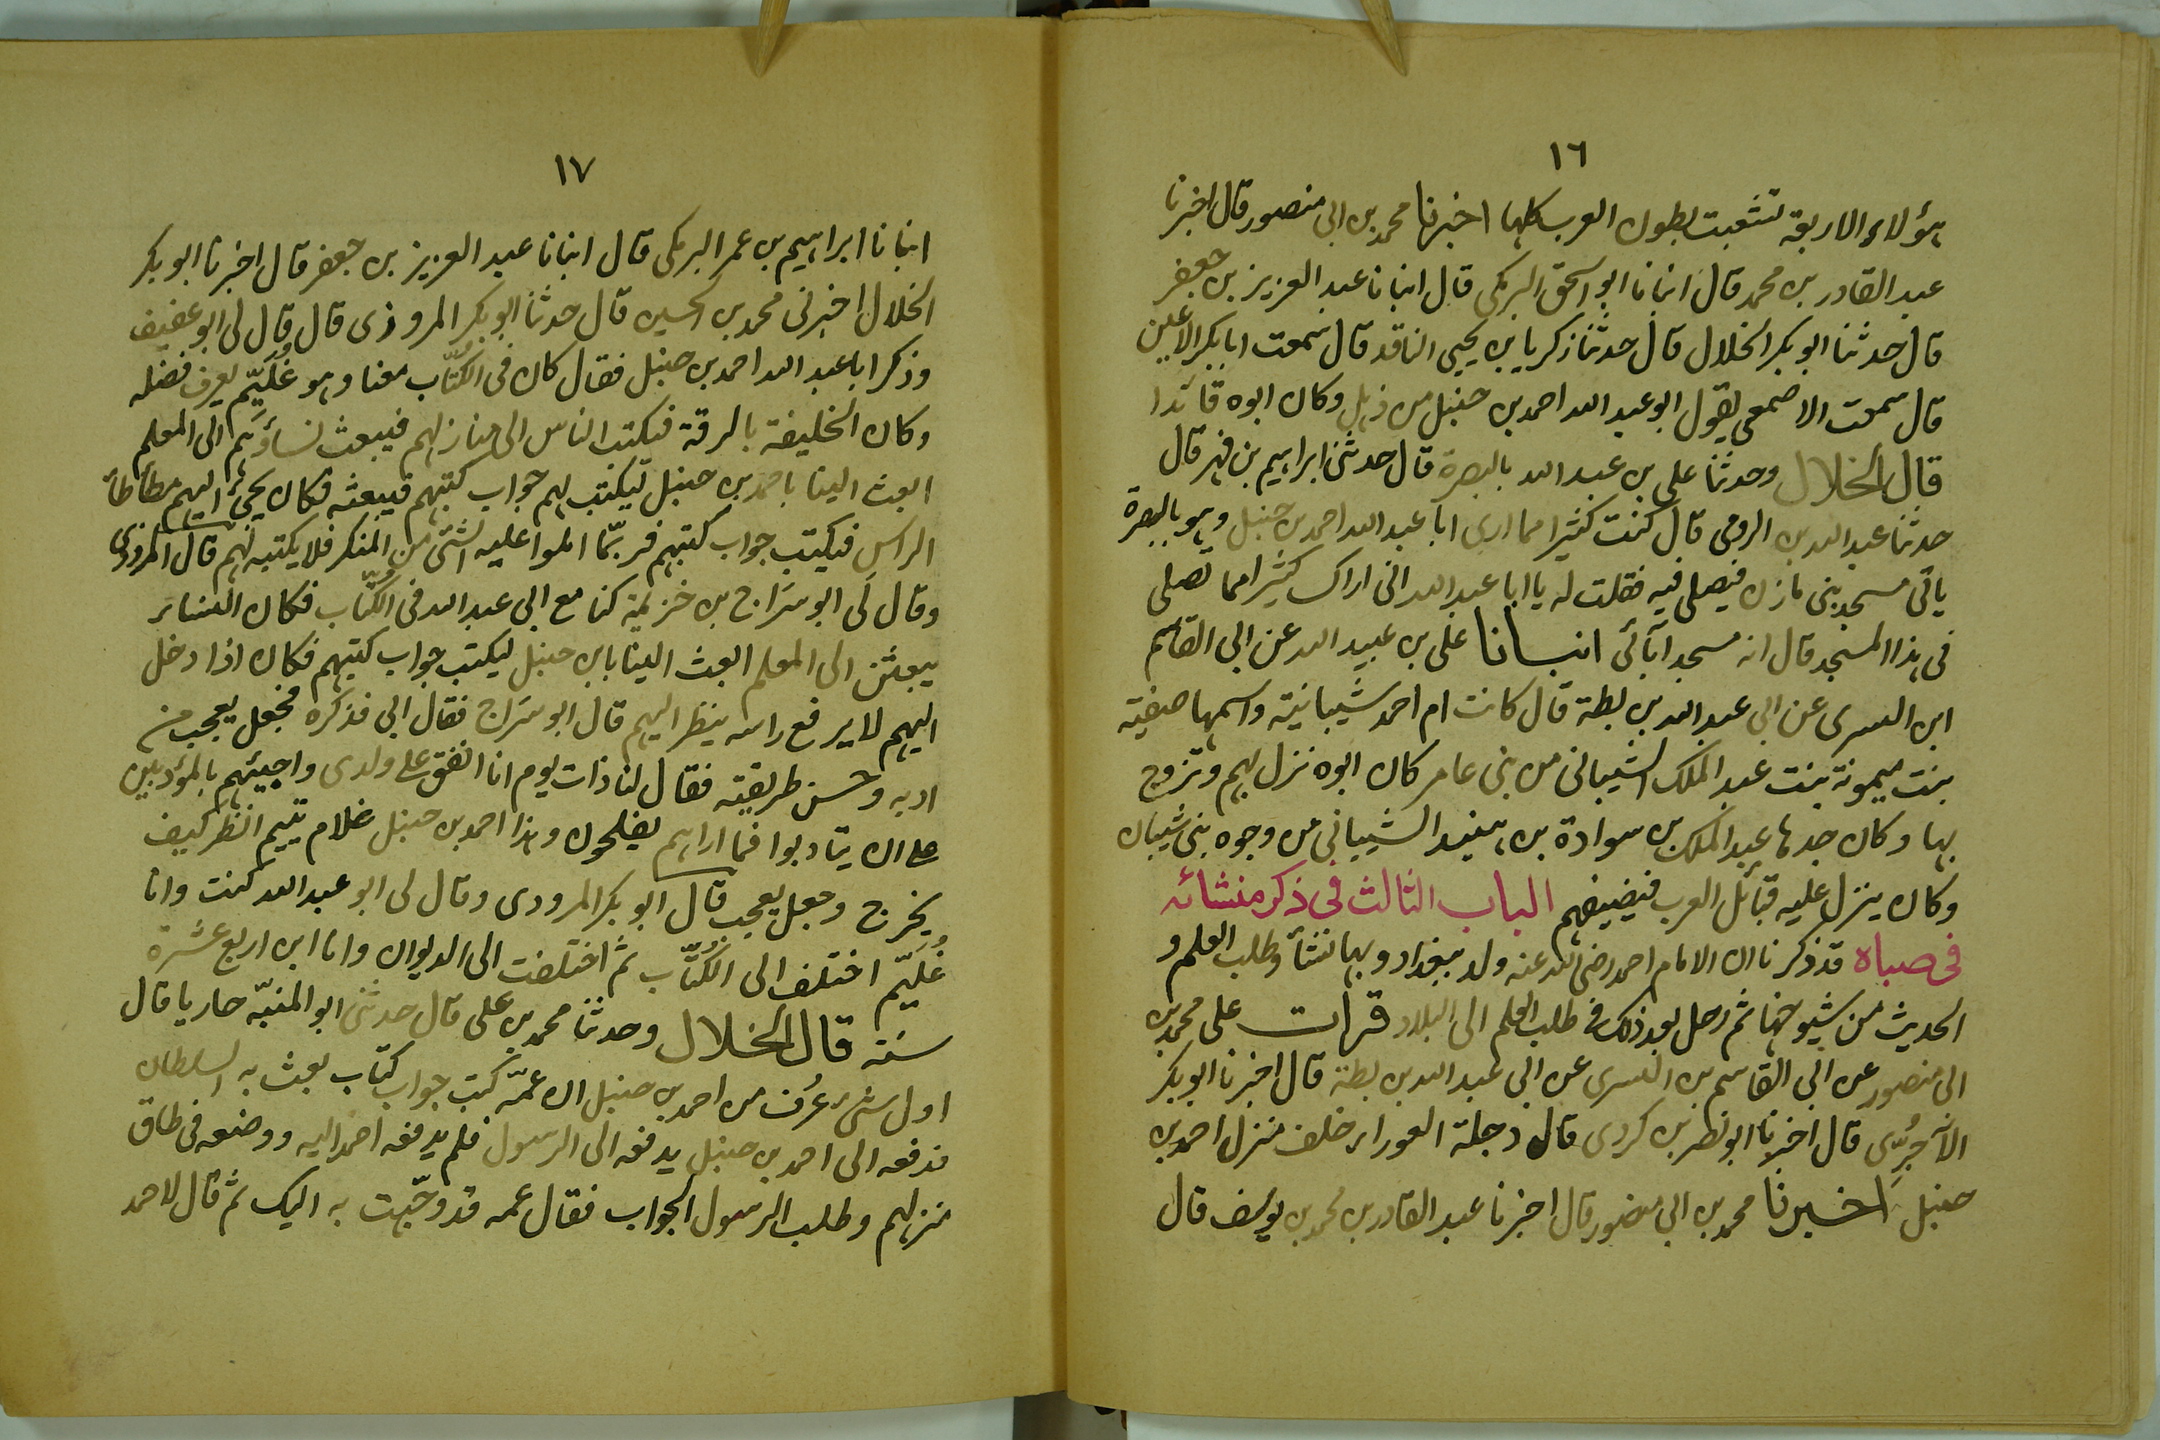 ١٦
هؤلاء الاربعة تشعبت بطون العرب كلها اخبرنا محمد بن ابى منصور قال اخبرنا
عبد القادر بن محمد قال انبانا ابو اسحق البرمكى قال انبانا عبد العزيز بن جعفر
قال حدثنا ابو بكر الخلال قال حدثنا زكريا بن يحيى الناقد قال سمعت ابا بكر الاعين
قال سمعت الاصمعى يقول ابو عبد الله احمد بن حنبل من ذهل وكان ابوه قائدا
قال الخلال وحدثنا على بن عبد الله بالبصرة قال حدثنى ابراهيم بن فهر قال
حدثنا عبد الله بن الرومى قال كنت كثيرا مما ارى ابا عبد الله احمد بن حنبل وهو بالبصرة
ياتى مسجد بنى مازن فيصلى فيه فقلت له يا ابا عبد الله انى اراك كثيرا مما تصلى
فى هذا المسجد قال انه مسجد آبائى انبانا على بن عبيد الله عن ابى القاسم
ابن البسرى عن ابى عبد الله بن بطة قال كانت ام احمد شيبانية واسمها صفية
بنت ميمونة بنت عبد الملك الشيبانى من بنى عامر كان ابوه نزل بهم وتزوج
بها وكان جدها عبد الملك بن سوادة بن هند الشيبانى من وجوه بنى شيبان
وكان ينزل عليه قبائل العرب فيضيفهم الباب الثالث فى ذكر منشائه
فى صباه قد ذكرنا ان الامام احمد رضى الله عنه ولد ببغداد وبها نشأ وطلب العلم و
الحديث من شيوخها ثم رحل بعد ذلك فى طلب العلم الى البلاد قرات على محمد بن
ابى منصور عن ابى القاسم بن البسرى عن ابى عبد الله بن بطة قال اخبرنا ابو بكر
الآجُرّى قال اخبرنا ابو نصر بن كردى قال دجلة العوراء خلف منزل احمد بن
حنبل اخبرنا محمد بن ابى منصور قال اخبرنا عبد القادر بن محمد بن يوسف قال
١٧
انبانا ابراهيم بن عمر البرمكى قال انبانا عبد العزيز بن جعفر قال اخبرنا ابو بكر
الخلال اخبرنى محمد بن الحسين قال حدثنا ابو بكر المروذى قال قال لى ابو عفيف
وذكر ابا عبد الله احمد بن حنبل فقال كان فى الكُتّاب معنا وهو غُلَيّم يعرف فضله
وكان الخليفة بالرقة فيكتب الناس الى منازلهم فيبعث نساؤهم الى المعلم
ابعث الينا باحمد بن حنبل ليكتب لهم جواب كتبهم فيبعثه فكان يجئ اليهم مطأطأ
الراس فيكتب جواب كتبهم فربّما املوا عليه الشئ من المنكر فلا يكتبه لهم قال المروذى
وقال لى ابو سَراج بن خزيمة كنا مع ابى عبد الله فى الكُتّاب فكان النساء
يبعثن الى المعلم ابعث الينا بابن حنبل ليكتب جواب كتبهم فكان اذا دخل
اليهم لا يرفع راسه ينظر اليهم قال ابو سَراج فقال ابى فذكره فجعل يعجب من
ادبه وحسن طريقته فقال لنا ذات يوم انا انفق على ولدى واجيئهم بالمؤدبين
على ان يتادبوا فما اراهم يفلحون وهذا احمد بن حنبل غلام يتيم انظر كيف
يخرج وجعل يعجب قال ابو بكر المرودى وقال لى ابو عبد الله كنت وانا
غُلَيّم اختلف الى الكُتّاب ثم اختلفت الى الديوان وانا ابن اربع عشرة
سنة قال الخلال وحدثنا محمد بن على قال حدثنى ابو المنبّه حاريا قال
اول شئ عُرف من احمد بن حنبل ان عمّه كتب جواب كتاب بعث به السلطان
فدفعه الى احمد بن حنبل يدفعه الى الرسول فلم يدفعه احمد اليه ووضعه فى طاق
منزلهم وطلب الرسول الجواب فقال عمه قد وجّهت به اليك ثم قال لاحمد